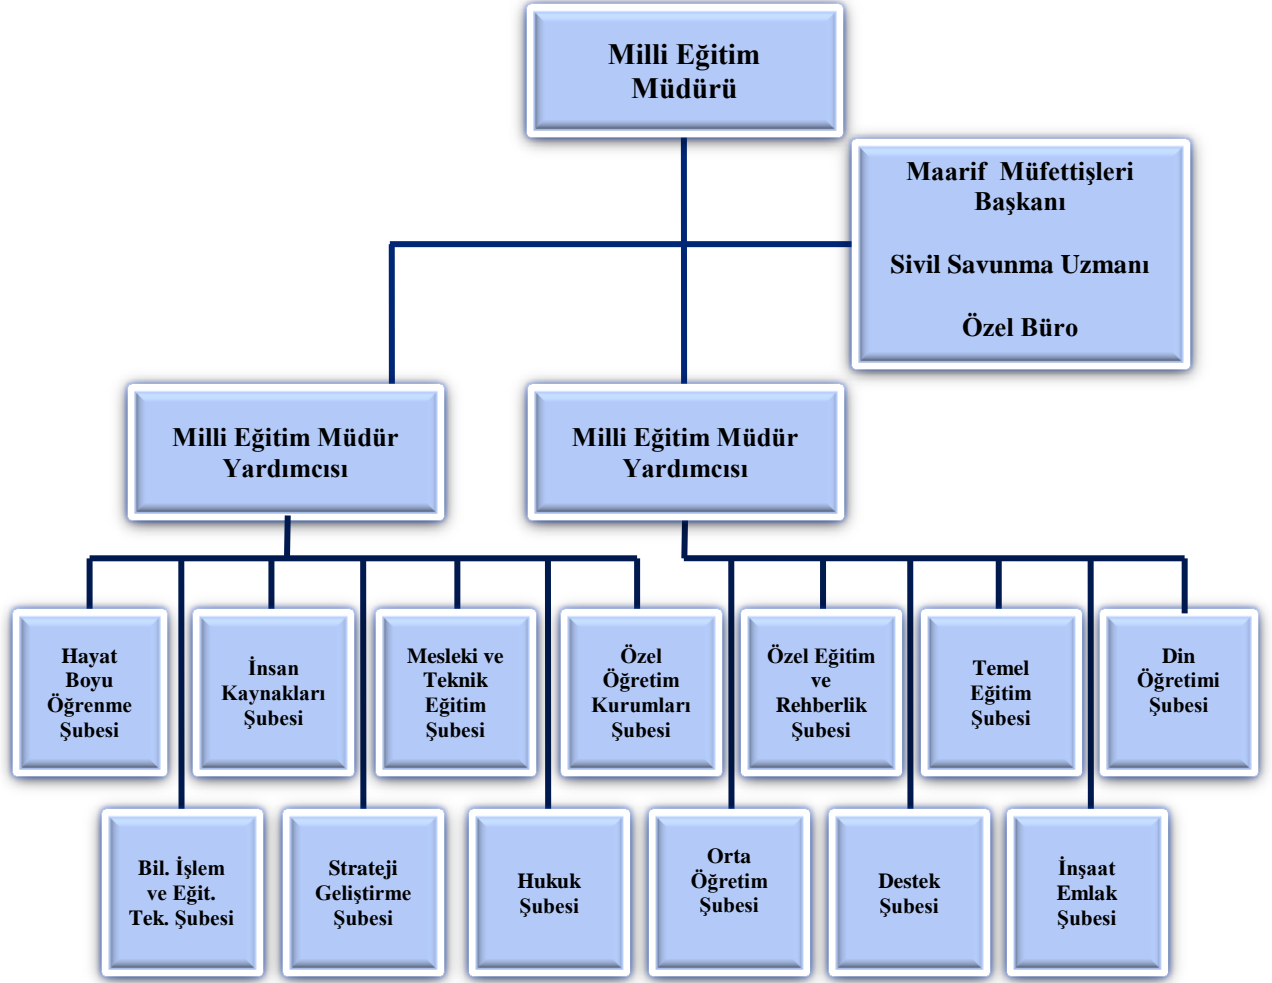 Milli Eğitim
Müdürü
Maarif Müfettişleri
Başkanı
Sivil Savunma Uzmanı
Özel Büro
Milli Eğitim Müdür
Yardımcısı
Milli Eğitim Müdür
Yardımcısı
Hayat
Boyu
Öğrenme
Şubesi
İnsan
Kaynakları
Şubesi
Mesleki ve
Teknik
Eğitim
Şubesi
Özel
Öğretim
Kurumları
Şubesi
Özel Eğitim
ve
Rehberlik
Şubesi
Temel
Eğitim
Şubesi
Din
Öğretimi
Şubesi
Bil. İşlem
ve Eğit.
Tek. Şubesi
Strateji
Geliştirme
Şubesi
Hukuk
Şubesi
Orta
Öğretim
Şubesi
Destek
Şubesi
İnşaat
Emlak
Şubesi